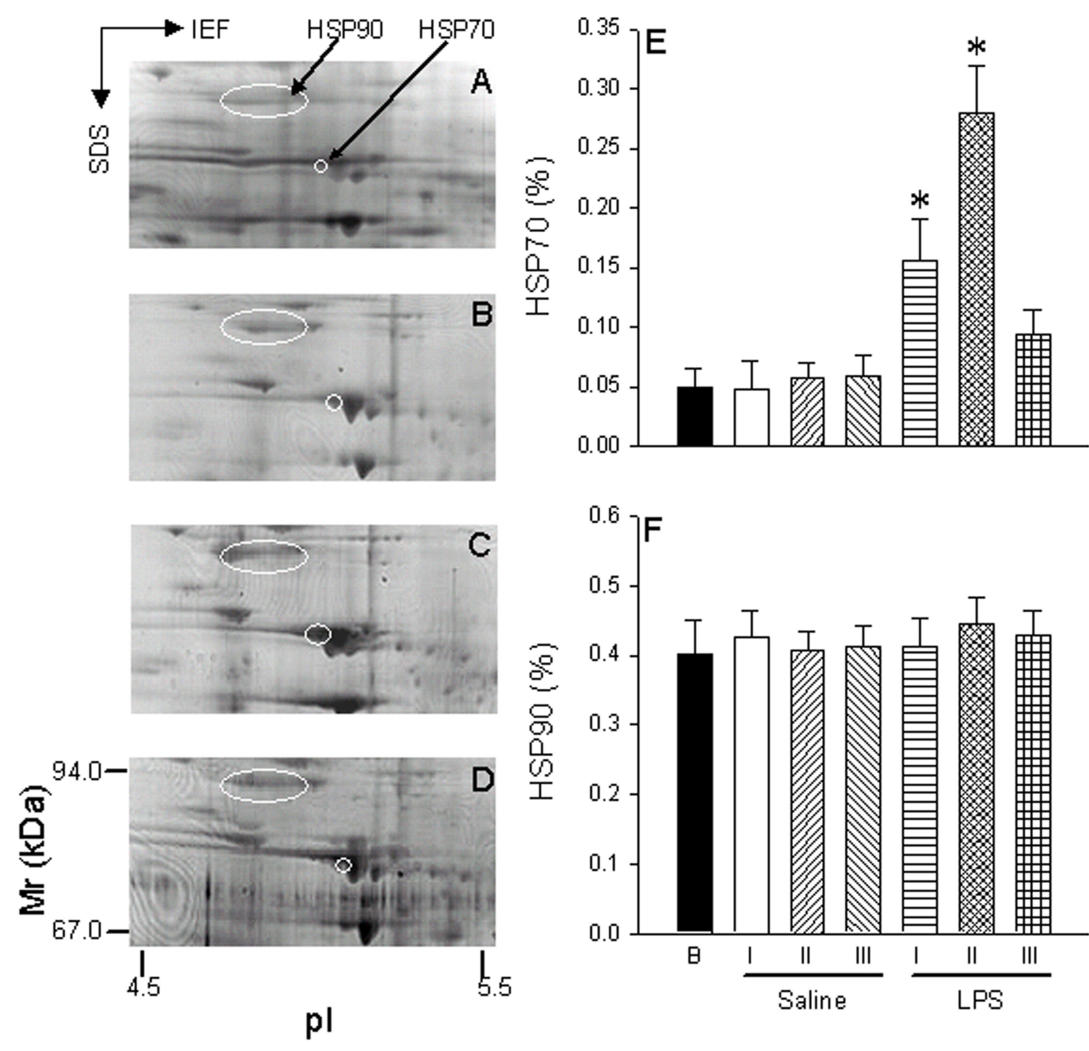 IEF HSP90 HSP70
SDS
A
B
C
D
94.0
Mr (kDa)
67.0
4.5 5.5
pI
E
HSP70 (%)
0.35
0.30
0.25
0.20
0.15
0.10
0.05
0.00
* *
F
HSP90 (%)
0.6
0.5
0.4
0.3
0.2
0.1
0.0
B I II III I II III
Saline LPS